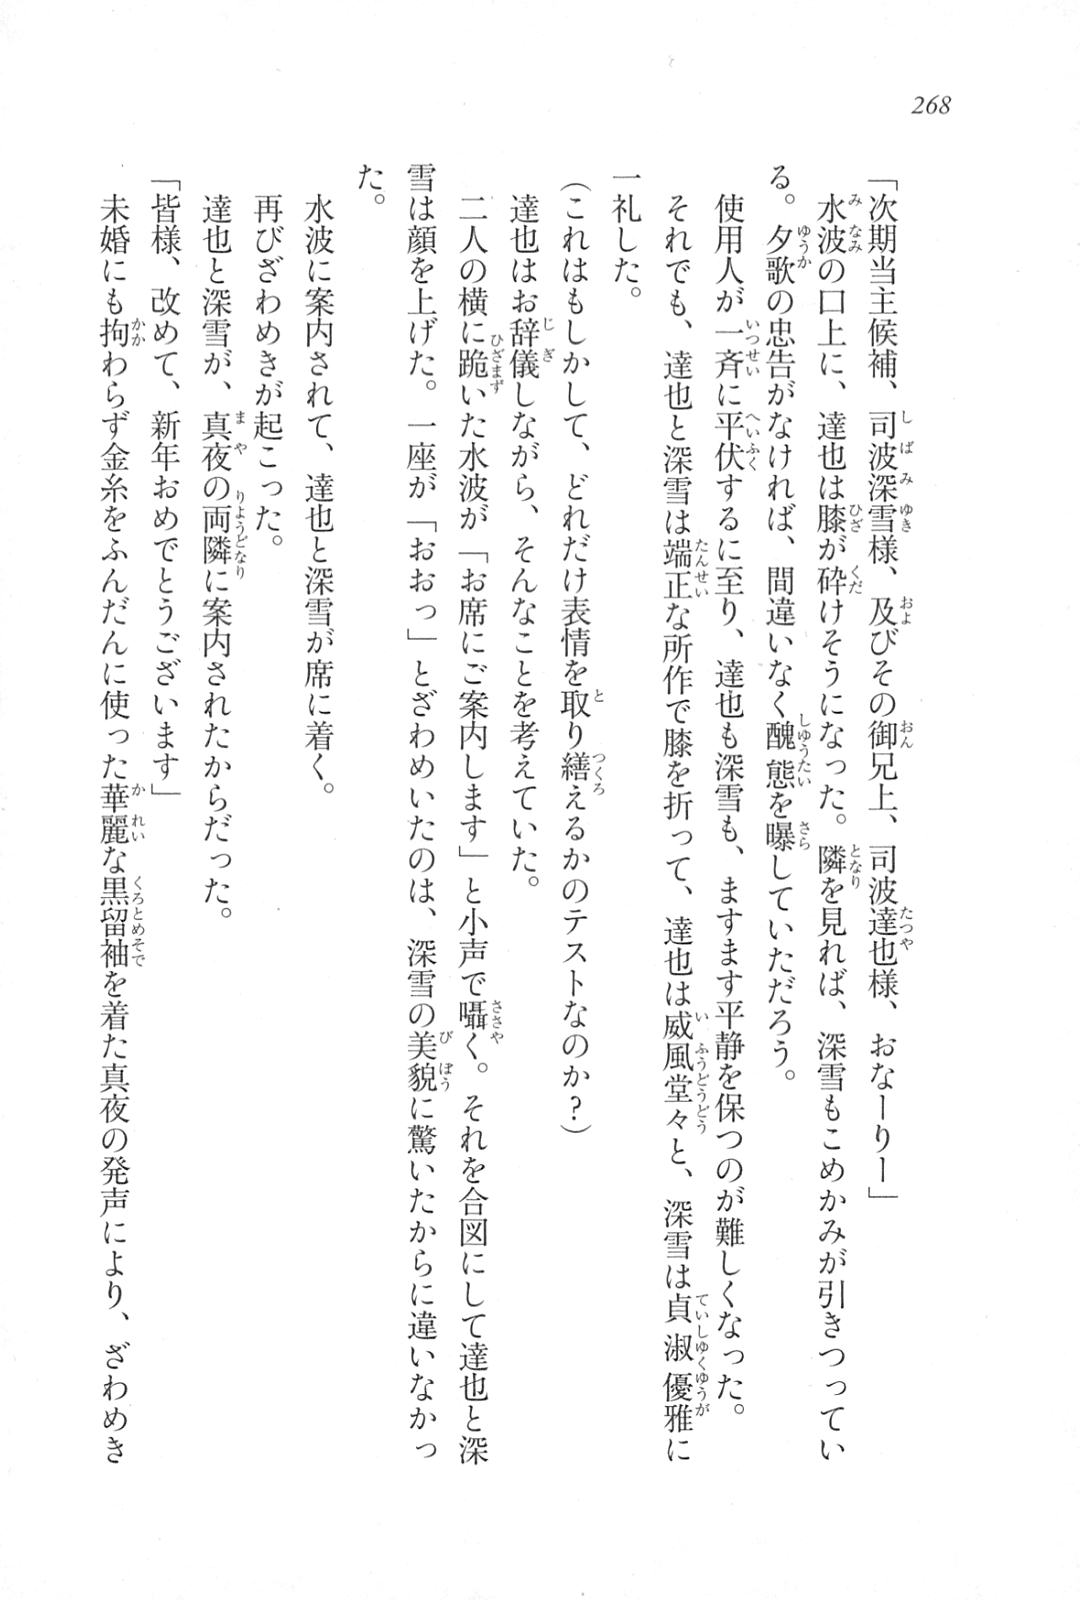 268
「次期当主候補、司波深雪様、及びその御兄上、司波達也様、おなーりー」
水波の口上に、達也は膝が砕けそうになった。隣を見れば、深雪もこめかみが引きつってい
る。夕歌の忠告がなければ、間違いなく醜態を曝していただろう。
使用人が一斉に平伏するに至り、達也も深雪も、ますます平静を保つのが難しくなった。
それでも、達也と深雪は端正な所作で膝を折って、達也は威風堂々と、深雪は貞淑優雅に
一礼した。
（これはもしかして、どれだけ表情を取り繕えるかのテストなのか？）
達也はお辞儀しながら、そんなことを考えていた。
二人の横に跪いた水波が「お席にご案内します」と小声で囁く。それを合図にして達也と深
雪は顔を上げた。一座が「おおっ」とざわめいたのは、深雪の美貌に驚いたからに違いなかっ
た。
水波に案内されて、達也と深雪が席に着く。
再びざわめきが起こった。
達也と深雪が、真夜の両隣に案内されたからだった。
「皆様、改めて、新年おめでとうございます」
未婚にも拘わらず金糸をふんだんに使った華麗な黒留袖を着た真夜の発声により、ざわめき